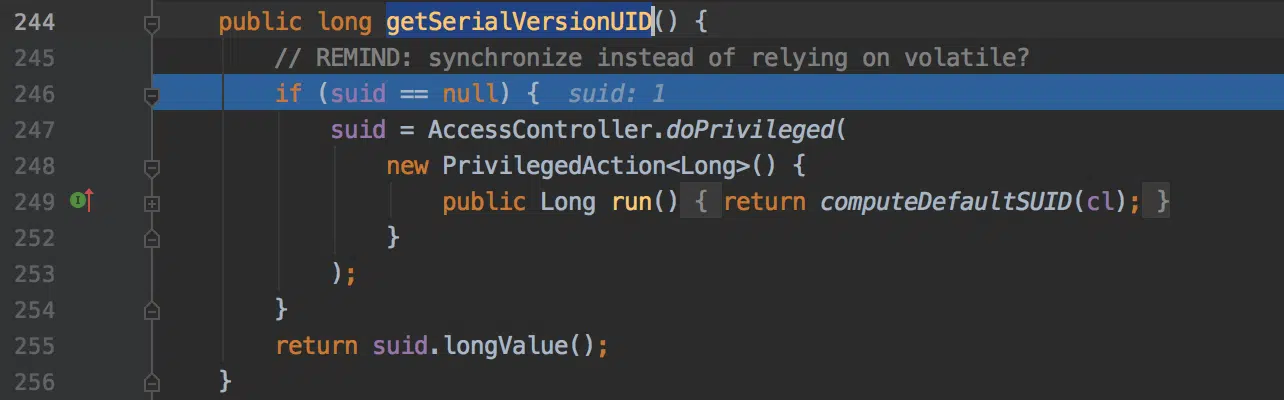 244 public long getSerialVersionUID() {
245 // REMIND: synchronize instead of relying on volatile?
246 if (suid == null) { suid: 1
247 suid = AccessController.doPrivileged(
248 new PrivilegedAction<Long>() {
249 public Long run() { return computeDefaultSUID(cl); }
252 }
253 );
254 }
255 return suid.longValue();
256 }